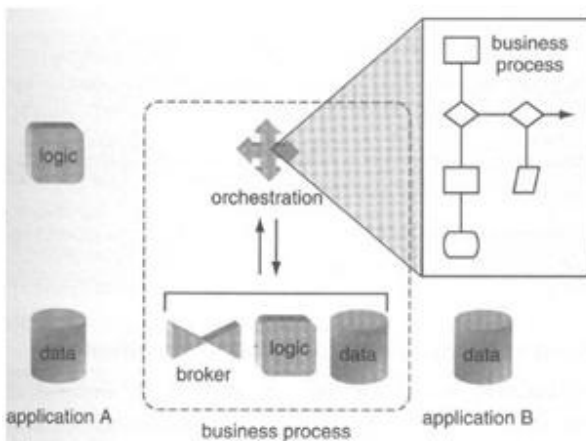 business
process
logic
orchestration
data
broker
logic
data
data
application A
business process
application B